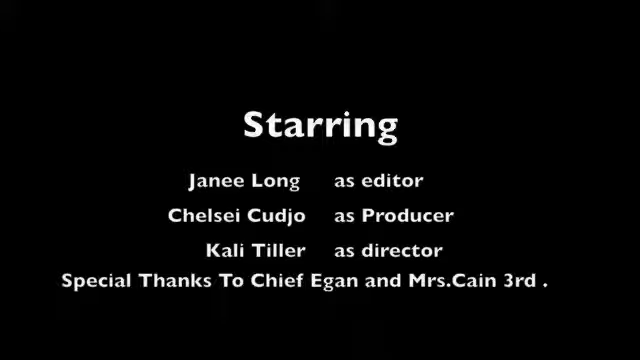 Starring
Janee Long as editor
Chelsei Cudjo as Producer
Kali Tiller as director
Special Thanks To Chief Egan and Mrs.Cain 3rd .